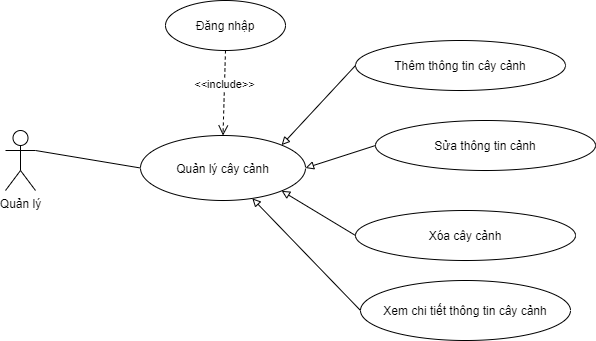 Đăng nhập
<<include>>
Thêm thông tin cây cảnh
Sửa thông tin cảnh
Quản lý cây cảnh
Quản lý
Xóa cây cảnh
Xem chi tiết thông tin cây cảnh